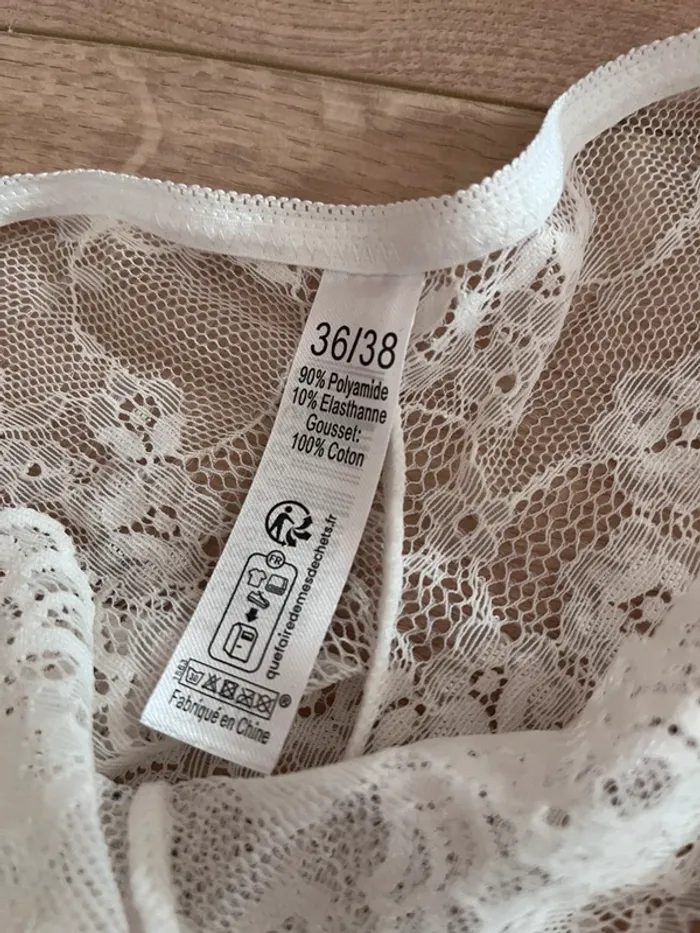 36/38
90% Polyamide
10% Elasthanne
Gousset:
100% Coton
FR
quefairedemesdechets.fr
Fabriqué en Chine